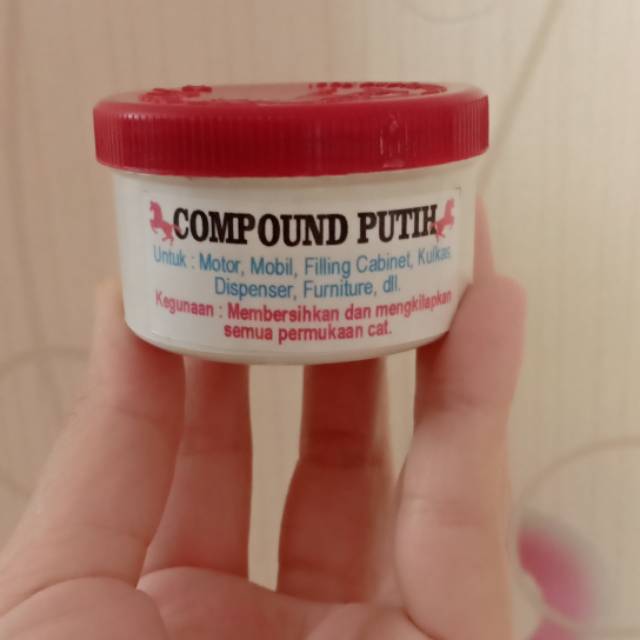 COMPOUND PUTIH
Untuk : Motor, Mobil, Filling Cabinet, Kulkas,
Dispenser, Furniture, dll.
Kegunaan : Membersihkan dan mengkilapkan
semua permukaan cat.